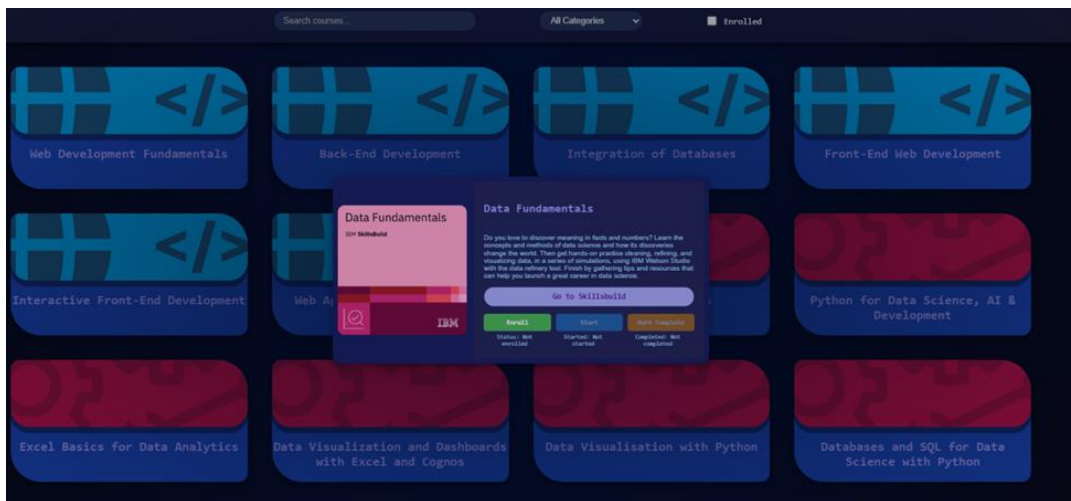 Search courses...
All Categories
Enrolled
Web Development Fundamentals
Back-End Development
Integration of Databases
Front-End Web Development
Data Fundamentals
IBM SkillsBuild
IBM
Data Fundamentals
Do you love to discover meaning in facts and numbers? Learn the
concepts and methods of data science and how its discoveries
change the world. Then get hands-on practice cleaning, refining, and
visualizing data, in a series of simulations, using IBM Watson Studio
with the data refinery tool. Finish by gathering tips and resources that
can help you launch a great career in data science.
Go to Skillsbuild
Enroll
Start
Mark Complete
Status: Not
enrolled
Started: Not
started
Completed: Not
completed
Interactive Front-End Development
Web
Python for Data Science, AI &
Development
Excel Basics for Data Analytics
Data Visualization and Dashboards
with Excel and Cognos
Data Visualisation with Python
Databases and SQL for Data
Science with Python